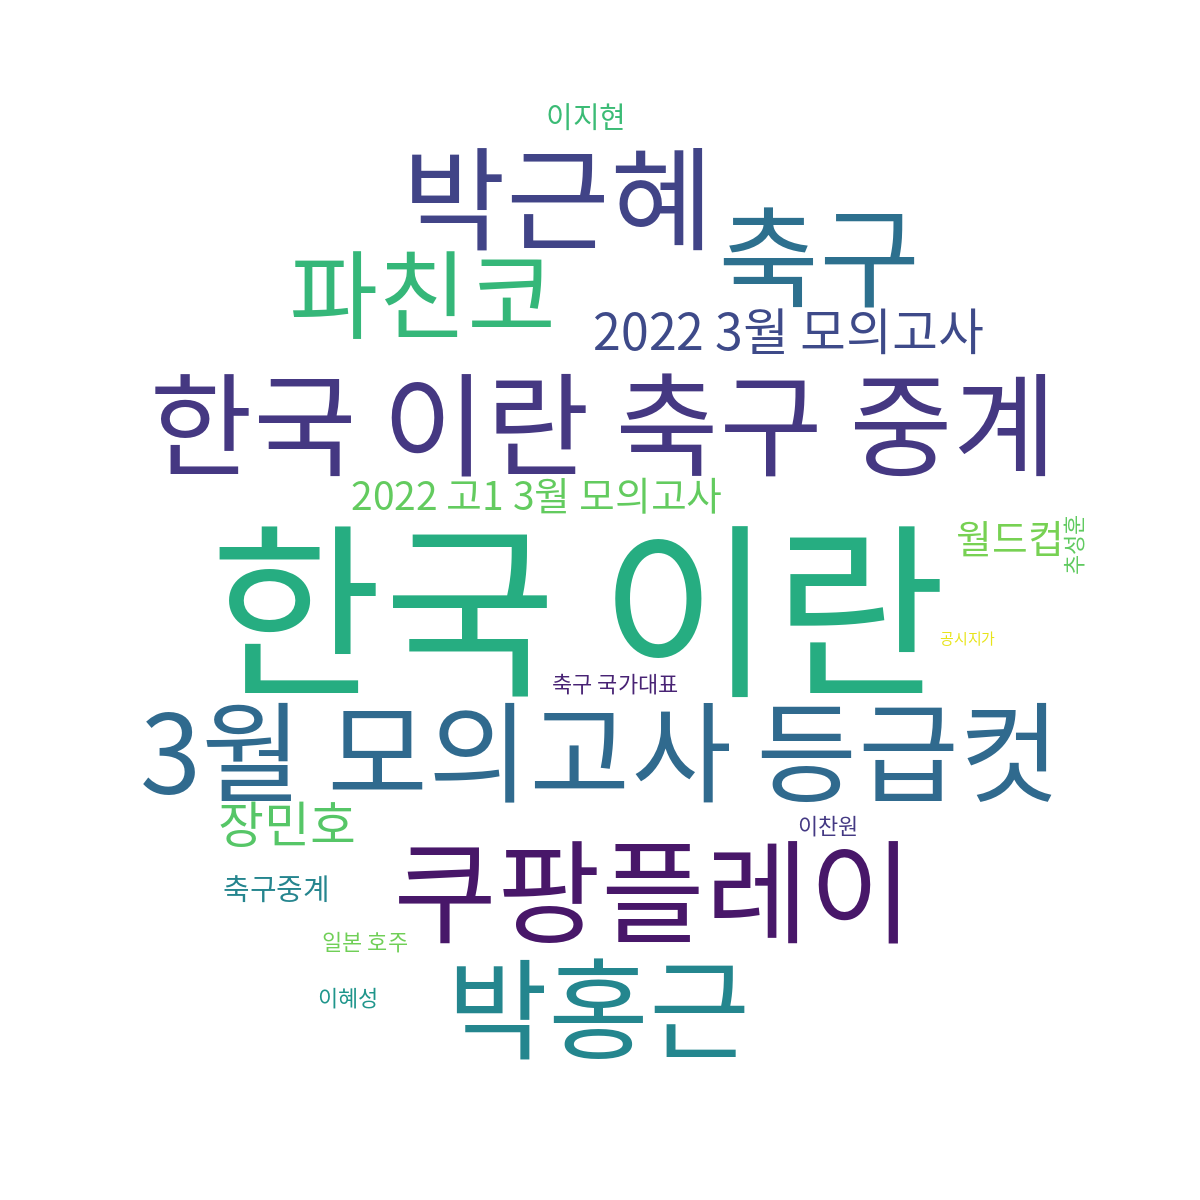 이지현
박근혜
축구
파친코
2022 3월 모의고사
한국 이란 축구 중계
2022 고1 3월 모의고사
월드컵
추성훈
한국 이란
공시지가
축구 국가대표
3월 모의고사 등급컷
장민호
이찬원
쿠팡플레이
축구중계
일본 호주
이혜성
박홍근